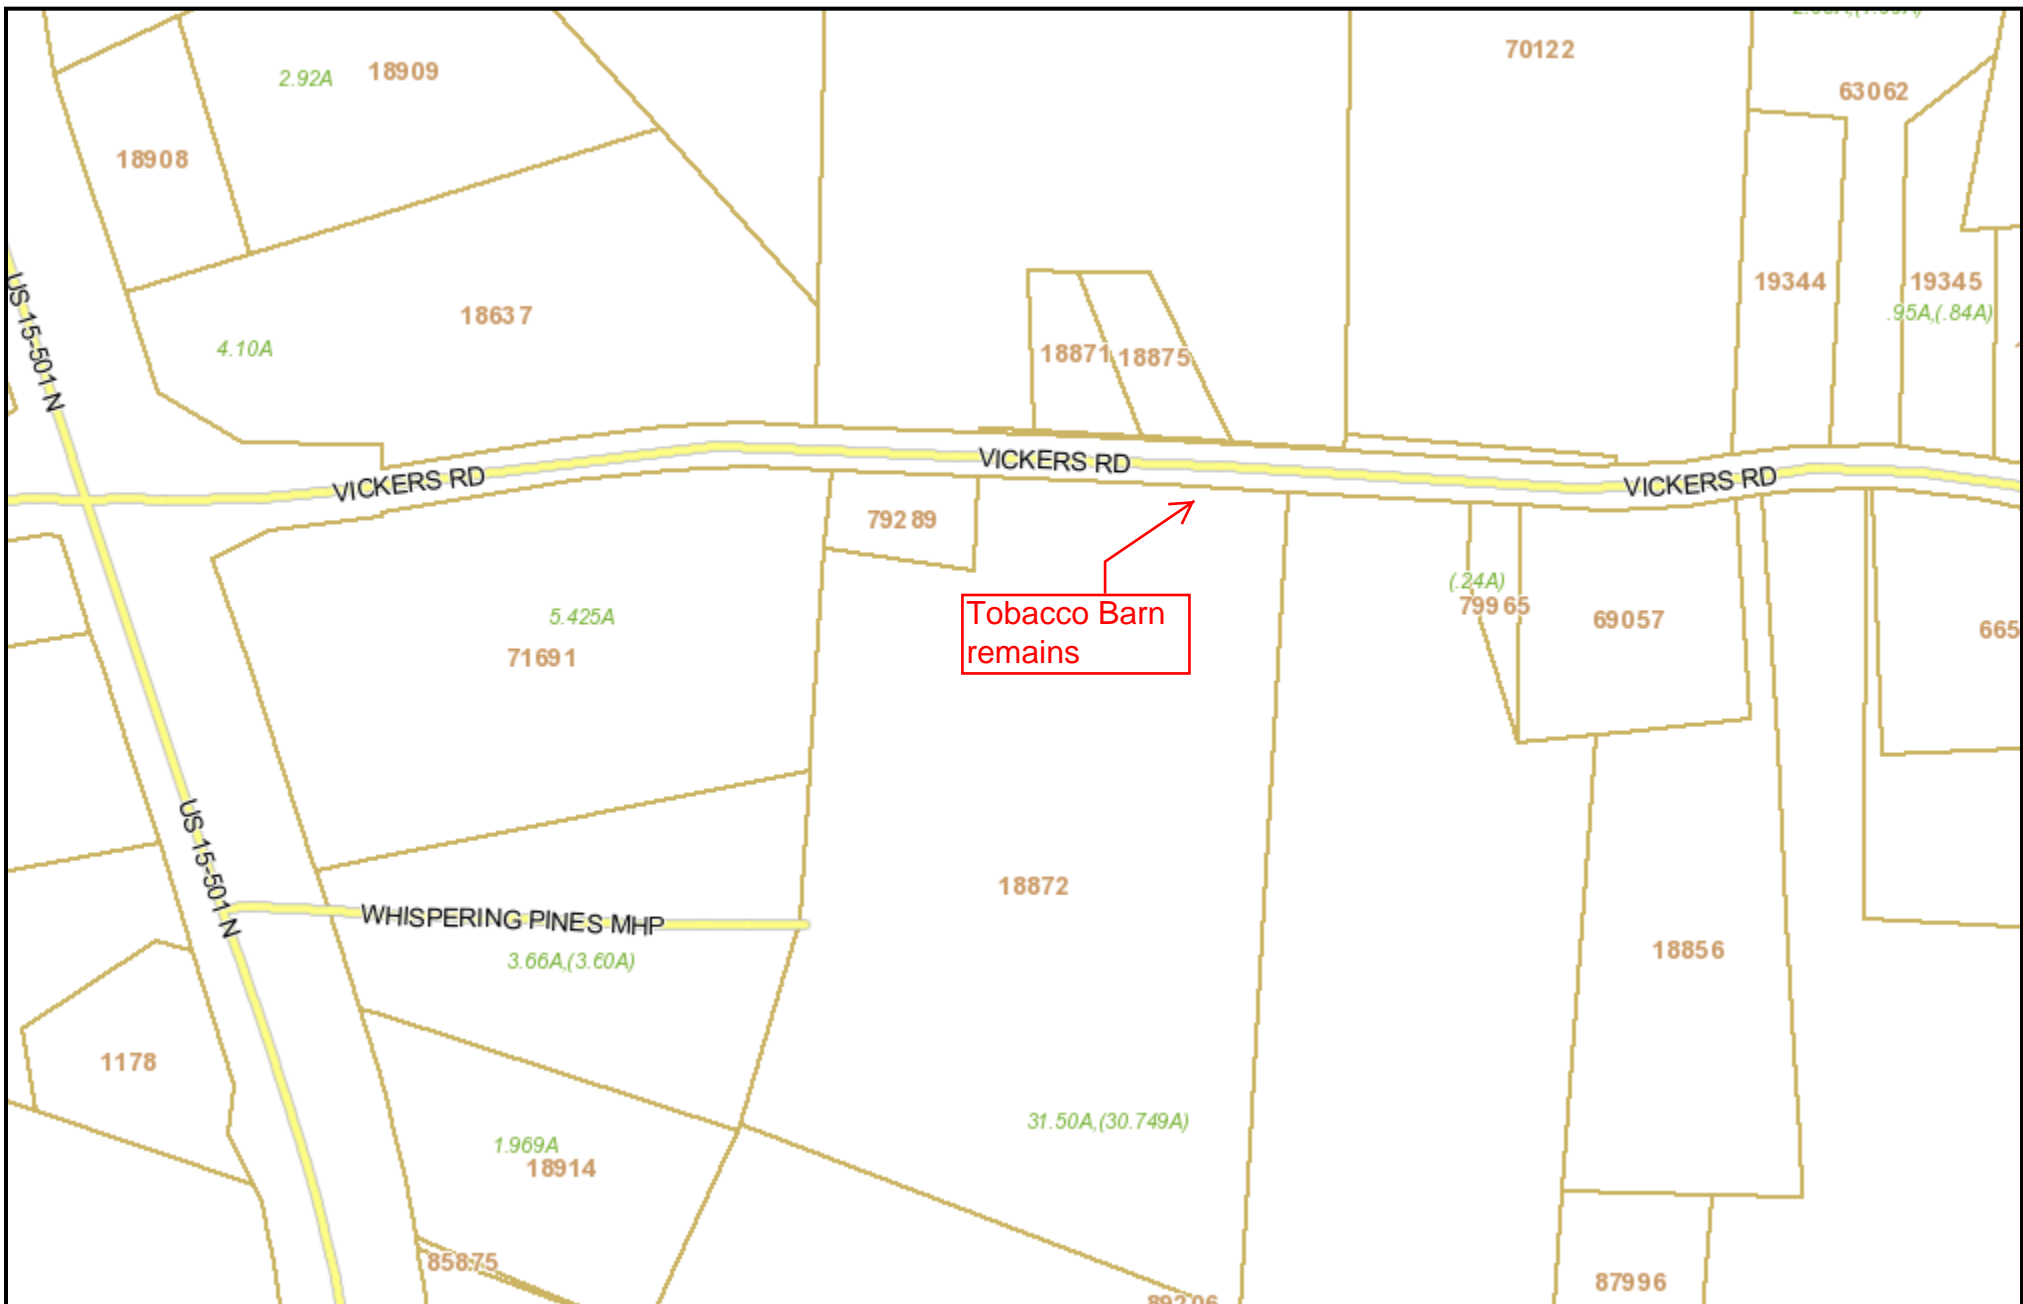 70122
2.92A
18909
63062
18908
19344
19345
.95A,(.84A)
US 15-501 N
18637
4.10A
18871
18875
VICKERS RD
VICKERS RD
VICKERS RD
79289
Tobacco Barn
remains
(.24A)
79965
69057
5.425A
71691
665
US 15-501 N
18872
WHISPERING PINES MHP
3.66A,(3.60A)
18856
1178
31.50A,(30.749A)
1.969A
18914
85875
87996
89206